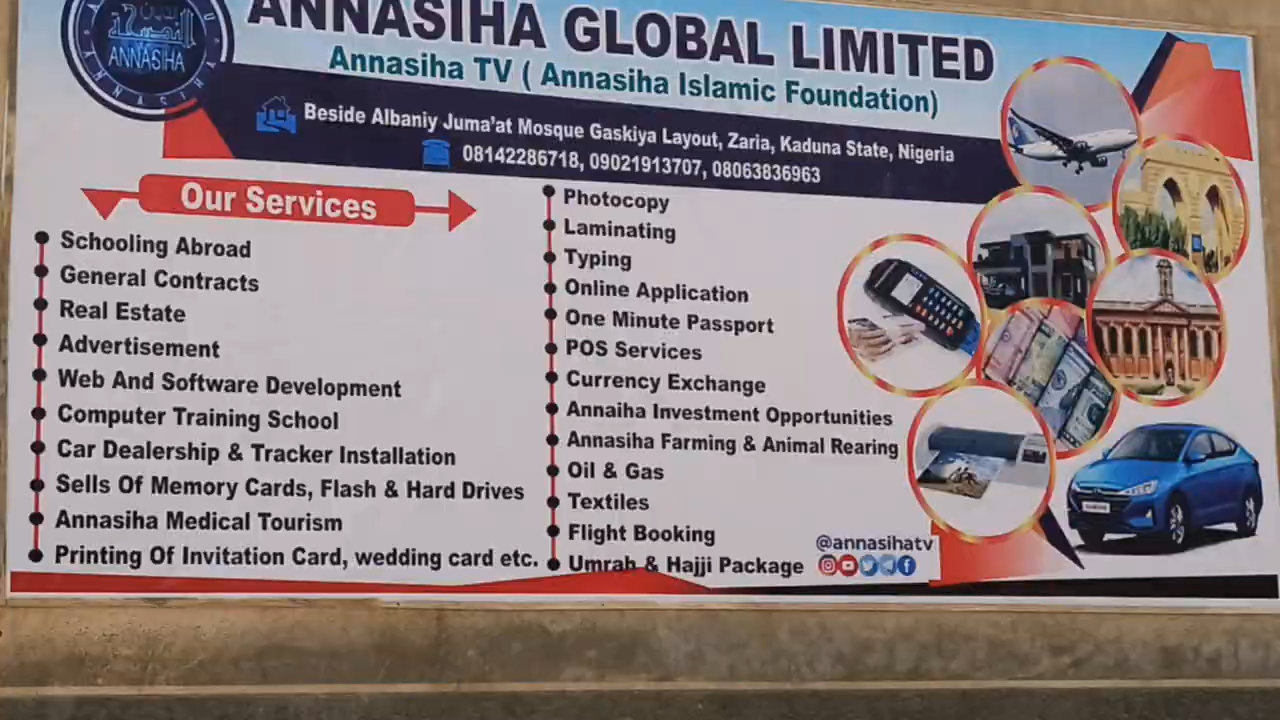 ANNASIHA GLOBAL LIMITED
Annasiha TV ( Annasiha Islamic Foundation)
Beside Albaniy Juma'at Mosque Gaskiya Layout, Zaria, Kaduna State, Nigeria
08142286718, 09021913707, 08063836963
ANNASIHA
Our Services
Schooling Abroad
General Contracts
Real Estate
Advertisement
Web And Software Development
Computer Training School
Car Dealership & Tracker Installation
Sells Of Memory Cards, Flash & Hard Drives
Annasiha Medical Tourism
Printing Of Invitation Card, wedding card etc.
Photocopy
Laminating
Typing
Online Application
One Minute Passport
POS Services
Currency Exchange
Annaiha Investment Opportunities
Annasiha Farming & Animal Rearing
Oil & Gas
Textiles
Flight Booking
Umrah & Hajji Package
@annasihatv